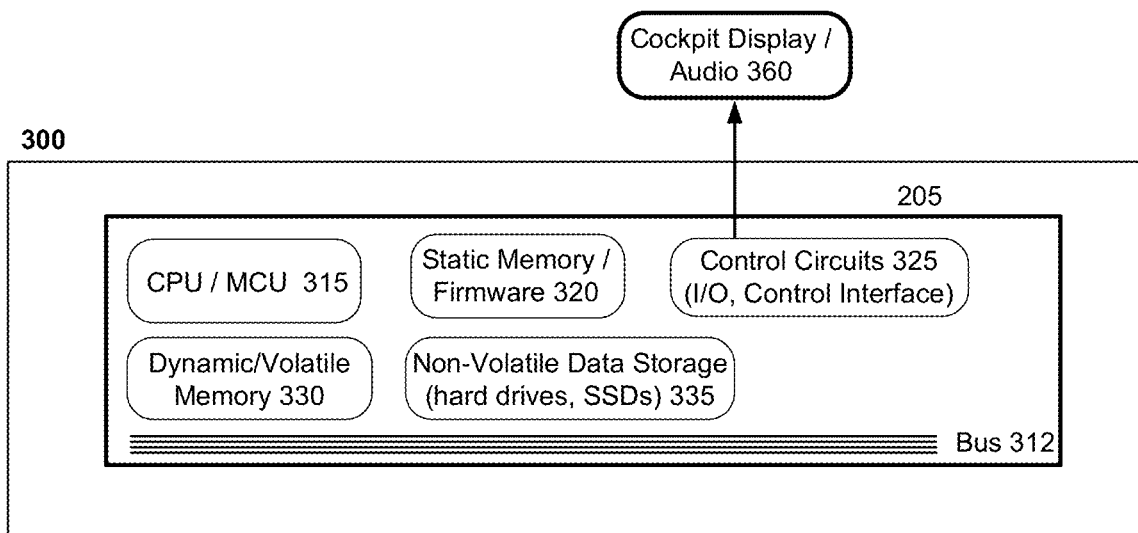 Cockpit Display /
Audio 360
300
205
CPU / MCU 315
Static Memory /
Firmware 320
Control Circuits 325
(I/O, Control Interface)
Dynamic/Volatile
Memory 330
Non-Volatile Data Storage
(hard drives, SSDs) 335
Bus 312